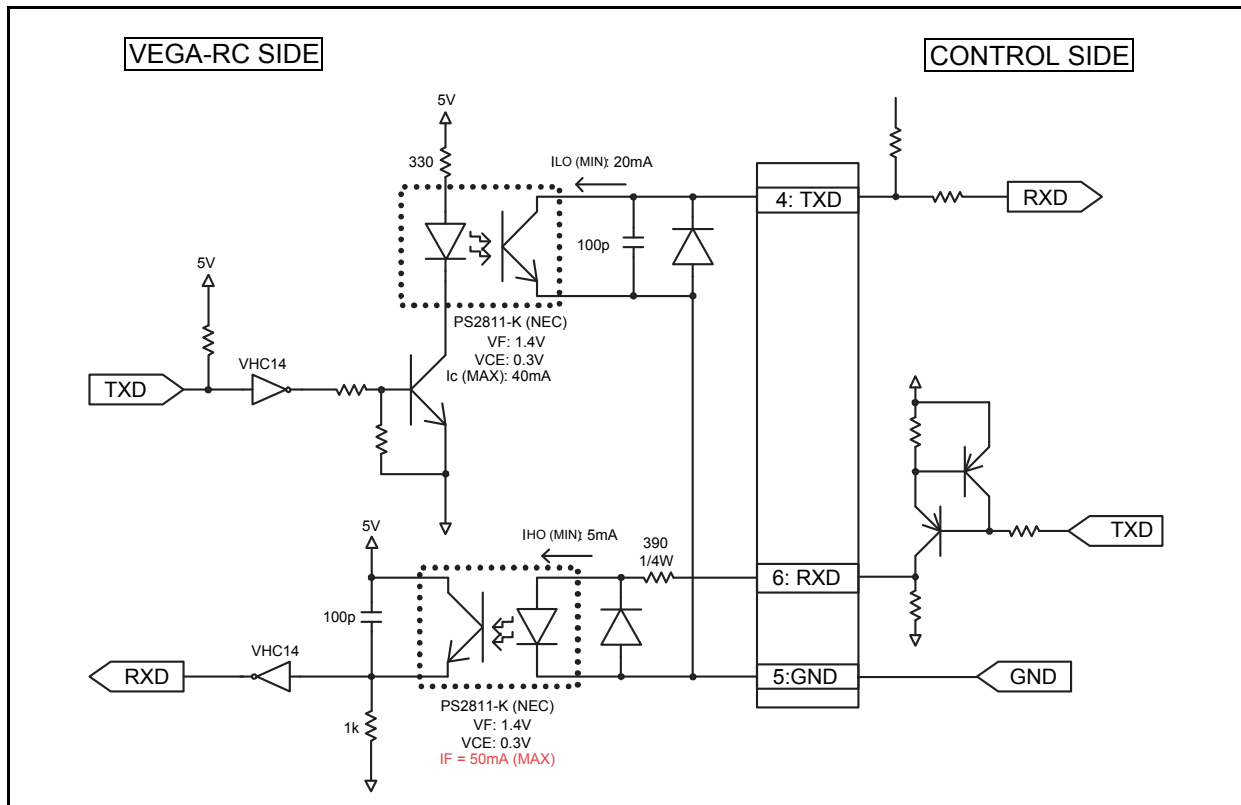 VEGA-RC SIDE
CONTROL SIDE
5V
330
ILO (MIN): 20mA
4: TXD
RXD
100p
5V
PS2811-K (NEC)
VF: 1.4V
VCE: 0.3V
Ic (MAX): 40mA
VHC14
TXD
TXD
5V
IHO (MIN): 5mA
390
1/4W
6: RXD
100p
VHC14
RXD
5:GND
GND
1k
PS2811-K (NEC)
VF: 1.4V
VCE: 0.3V
IF = 50mA (MAX)